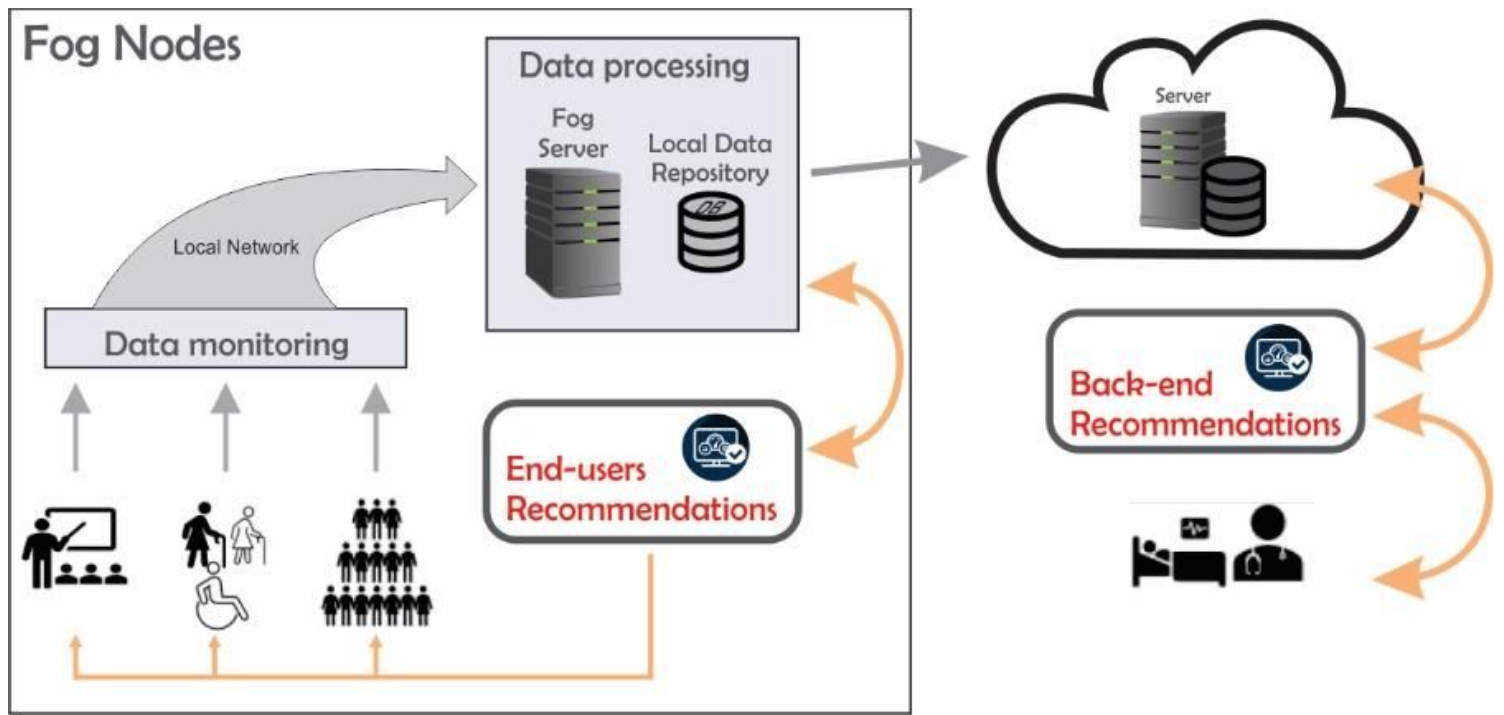 Fog Nodes
Data processing
Fog
Server
Local Data
Repository
DB
Server
Local Network
Data monitoring
End-users
Recommendations
Back-end
Recommendations